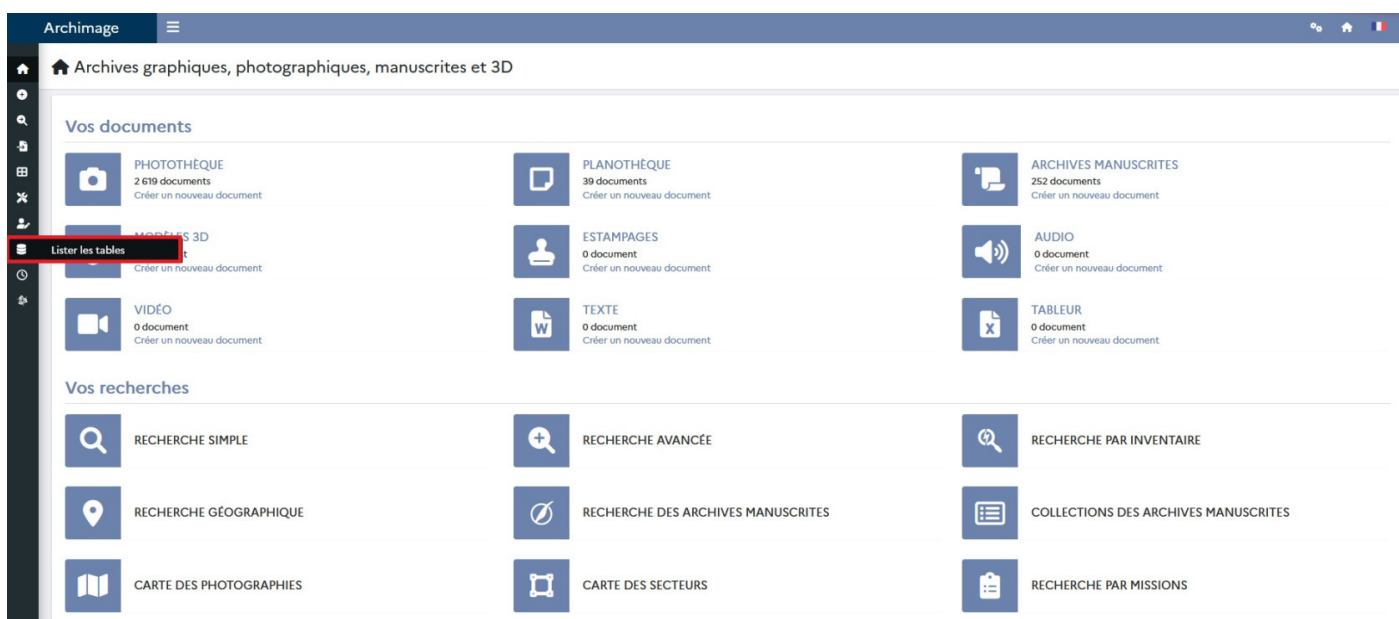 Archimage
Archives graphiques, photographiques, manuscrites et 3D
Vos documents
PHOTOTHÈQUE
2 619 documents
Créer un nouveau document
PLANOTHÈQUE
39 documents
Créer un nouveau document
ARCHIVES MANUSCRITES
252 documents
Créer un nouveau document
MODÈLES 3D
Lister les tables
t
Créer un nouveau document
ESTAMPAGES
0 document
Créer un nouveau document
AUDIO
0 document
Créer un nouveau document
VIDÉO
0 document
Créer un nouveau document
TEXTE
0 document
Créer un nouveau document
W
TABLEUR
0 document
Créer un nouveau document
X
Vos recherches
RECHERCHE SIMPLE
RECHERCHE AVANCÉE
RECHERCHE PAR INVENTAIRE
RECHERCHE GÉOGRAPHIQUE
RECHERCHE DES ARCHIVES MANUSCRITES
COLLECTIONS DES ARCHIVES MANUSCRITES
CARTE DES PHOTOGRAPHIES
CARTE DES SECTEURS
RECHERCHE PAR MISSIONS